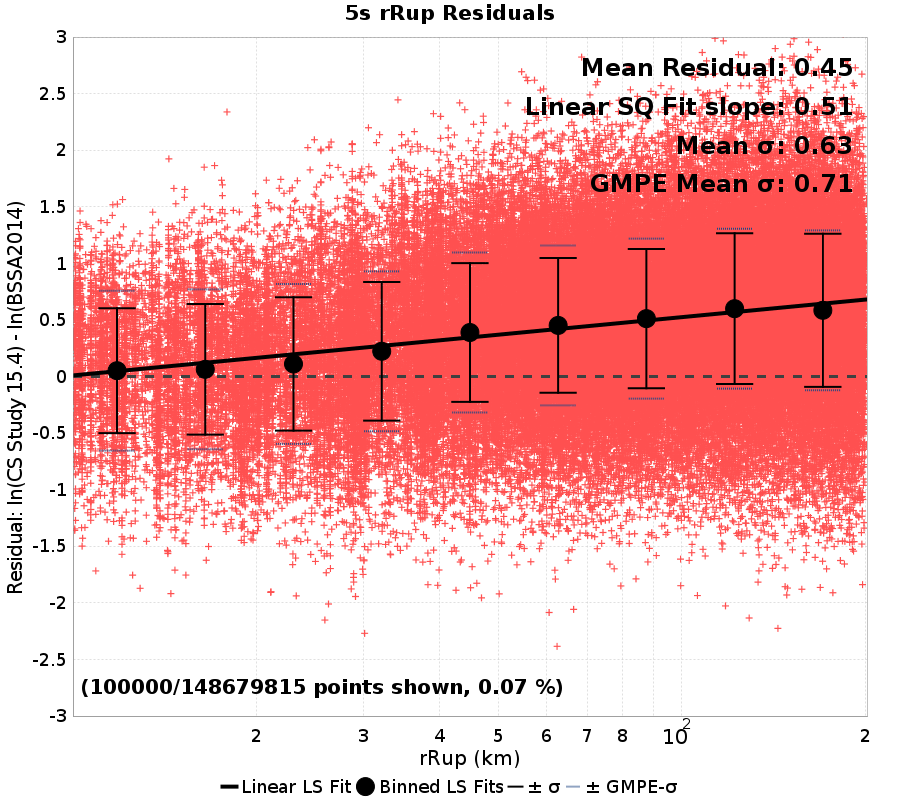 5s rRup Residuals
Mean Residual: 0.45
Linear SQ Fit slope: 0.51
Mean σ: 0.63
GMPE Mean σ: 0.71
Residual: ln(CS Study 15.4) - ln(BSSA2014)
3
2.5
2
1.5
1
0.5
0
-0.5
-1
-1.5
-2
-2.5
-3
(100000/148679815 points shown, 0.07 %)
2 3 4 5 6 7 8 10² 2
rRup (km)
Linear LS Fit Binned LS Fits ± σ ± GMPE-σ